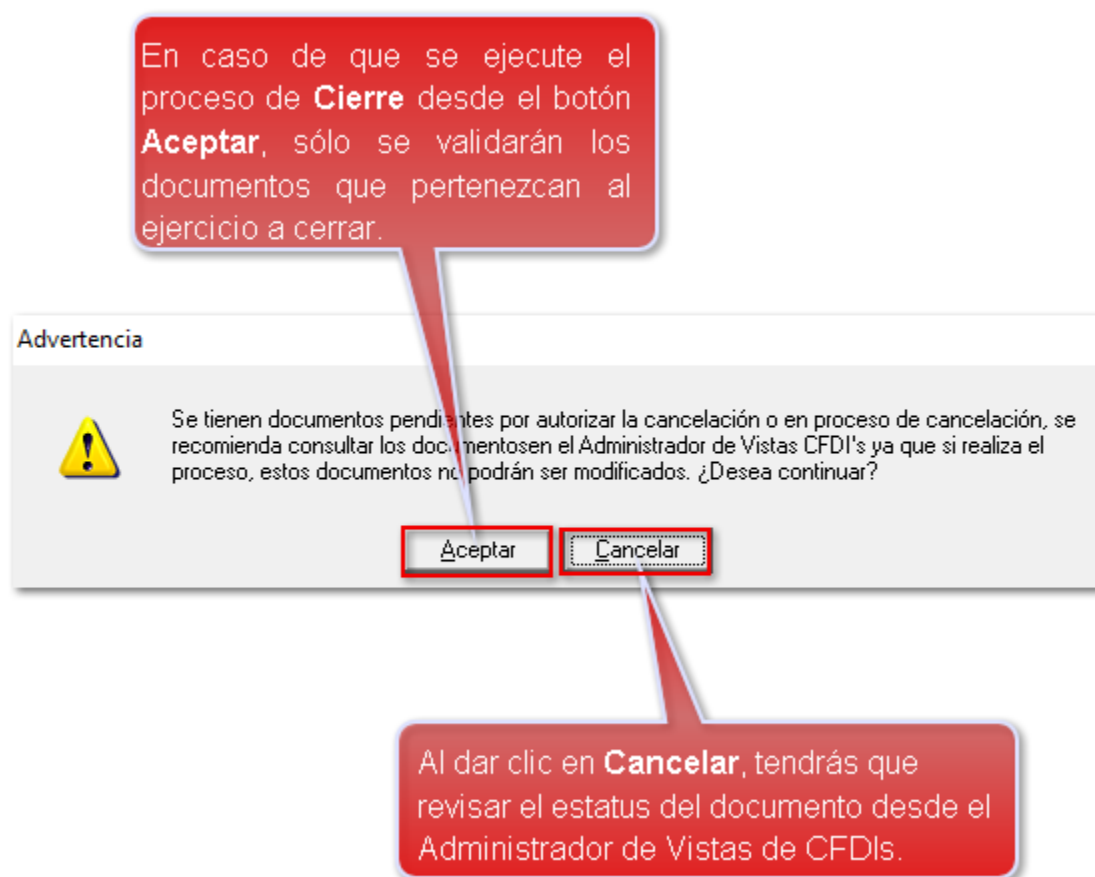 En caso de que se ejecute el
proceso de Cierre desde el botón
Aceptar, sólo se validarán los
documentos que pertenezcan al
ejercicio a cerrar.
Advertencia
Se tienen documentos pendientes por autorizar la cancelación o en proceso de cancelación, se
recomienda consultar los documentosen el Administrador de Vistas CFDI's ya que si realiza el
proceso, estos documentos no podrán ser modificados. ¿Desea continuar?
Aceptar
Cancelar
Al dar clic en Cancelar, tendrás que
revisar el estatus del documento desde el
Administrador de Vistas de CFDIs.